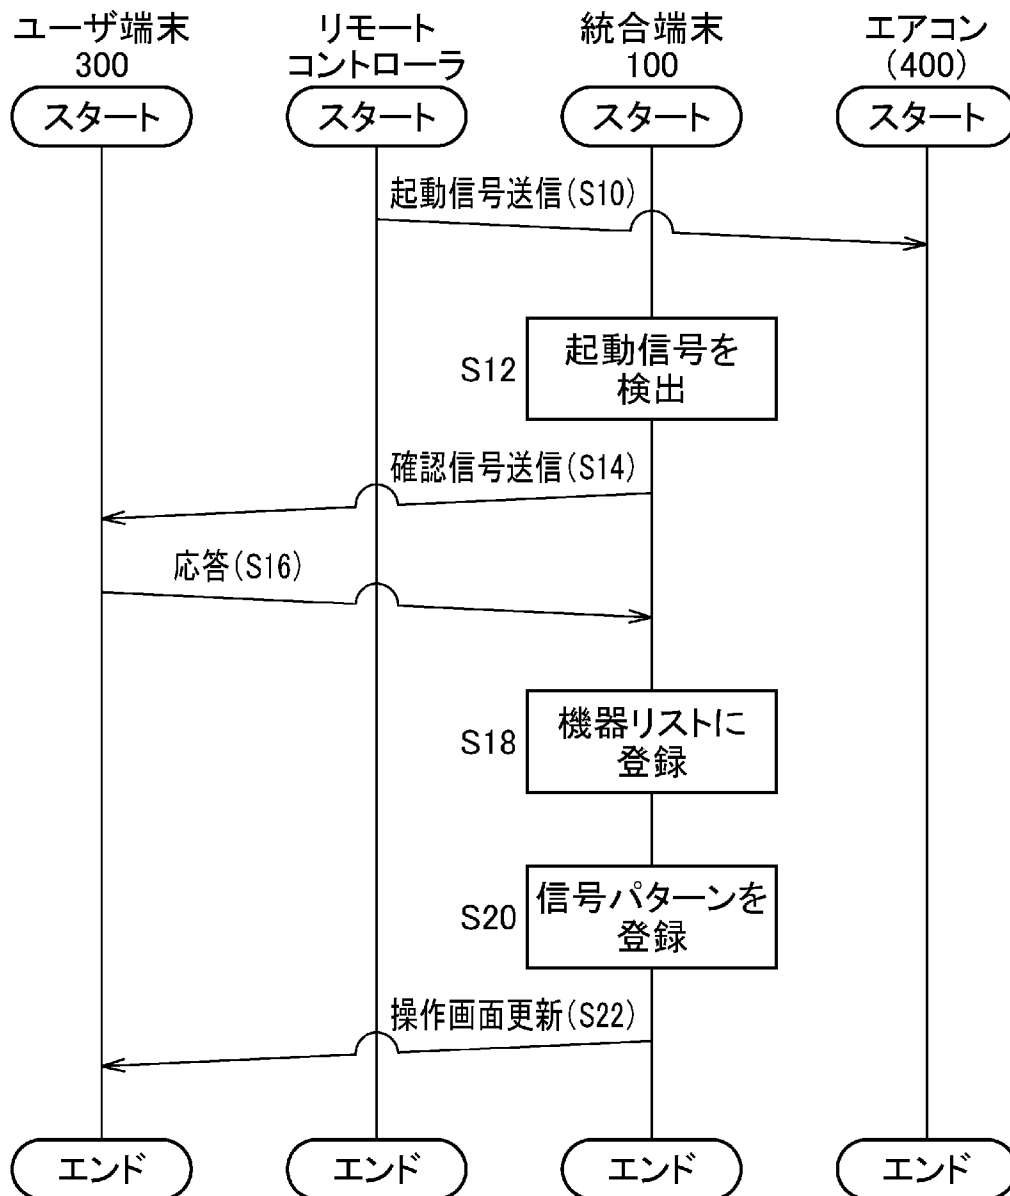 ユーザ端末
300
リモート
コントローラ
統合端末
100
エアコン
(400)
スタート
スタート
スタート
スタート
起動信号送信(S10)
S12
起動信号を
検出
確認信号送信(S14)
応答(S16)
S18
機器リストに
登録
S20
信号パターンを
登録
操作画面更新(S22)
エンド
エンド
エンド
エンド